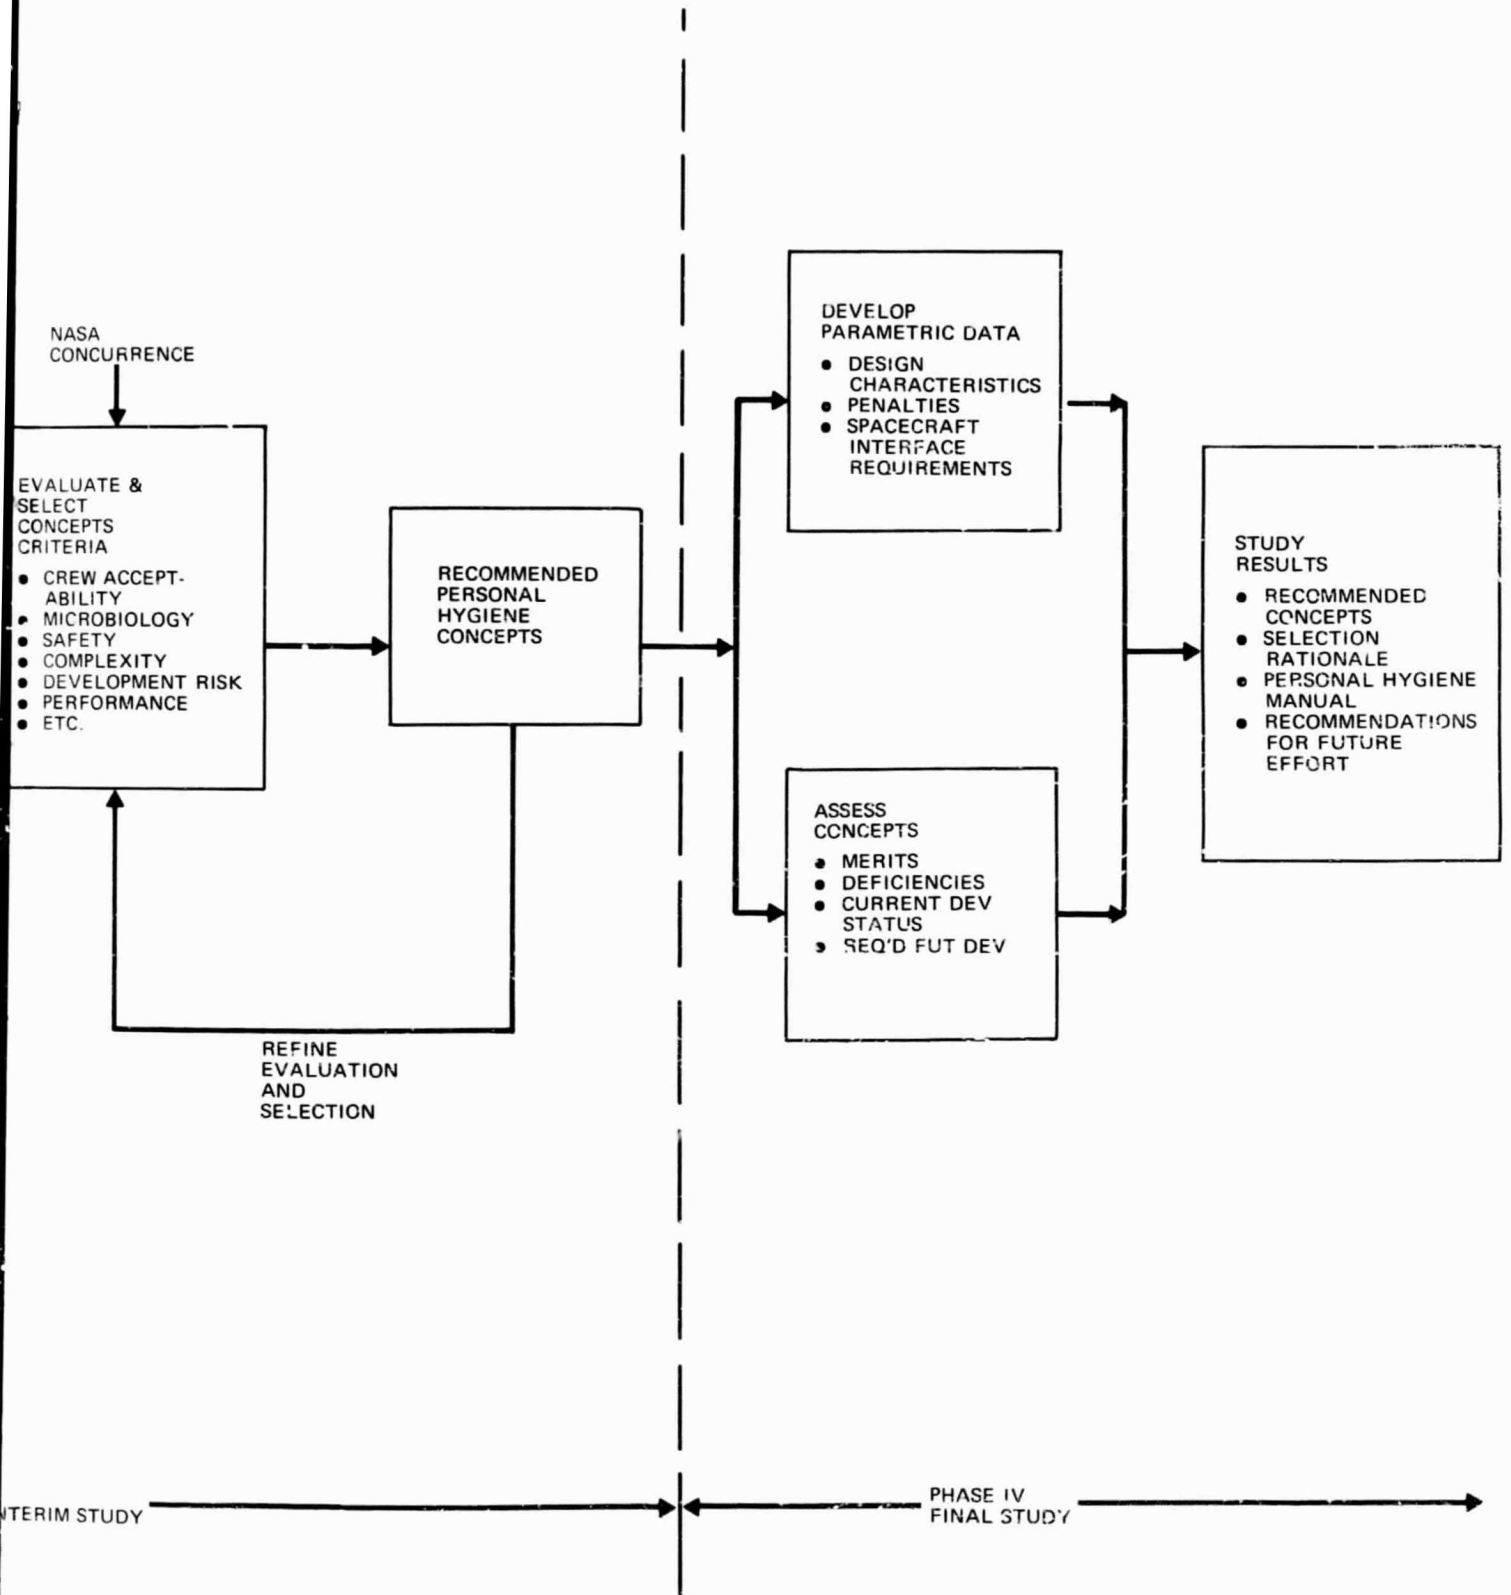 NASA
CONCURRENCE
EVALUATE &
SELECT
CONCEPTS
CRITERIA
● CREW ACCEPT-
ABILITY
● MICROBIOLOGY
● SAFETY
● COMPLEXITY
● DEVELOPMENT RISK
● PERFORMANCE
● ETC.
RECOMMENDED
PERSONAL
HYGIENE
CONCEPTS
REFINE
EVALUATION
AND
SELECTION
DEVELOP
PARAMETRIC DATA
● DESIGN
CHARACTERISTICS
● PENALTIES
● SPACECRAFT
INTERFACE
REQUIREMENTS
ASSESS
CONCEPTS
● MERITS
● DEFICIENCIES
● CURRENT DEV
STATUS
● REQ'D FUT DEV
STUDY
RESULTS
● RECOMMENDED
CONCEPTS
● SELECTION
RATIONALE
● PERSONAL HYGIENE
MANUAL
● RECOMMENDATIONS
FOR FUTURE
EFFORT
NTERIM STUDY
PHASE IV
FINAL STUDY